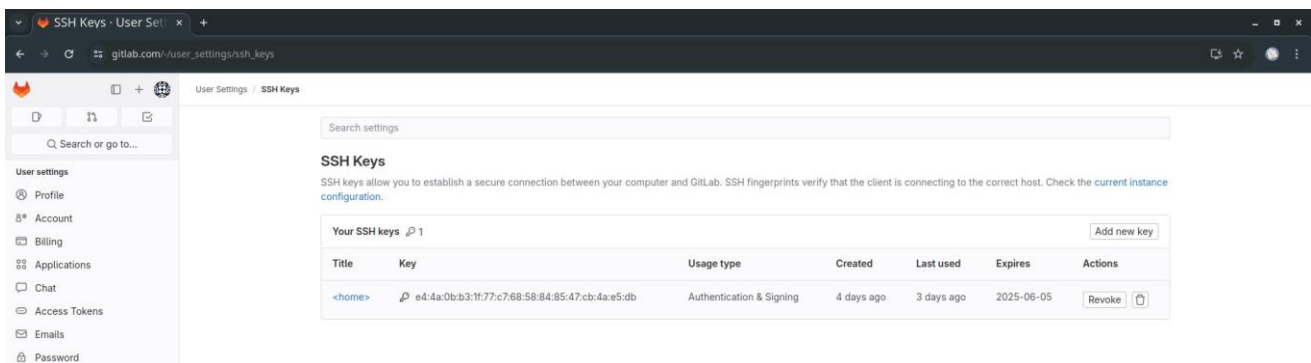 SSH Keys · User Sett
gitlab.com/-/user_settings/ssh_keys
User Settings / SSH Keys
Search or go to...
User settings
Profile
Account
Billing
Applications
Chat
Access Tokens
Emails
Password
Search settings
SSH Keys
SSH keys allow you to establish a secure connection between your computer and GitLab. SSH fingerprints verify that the client is connecting to the correct host. Check the current instance
configuration.
Your SSH keys 1
Add new key
Title Key Usage type Created Last used Expires Actions
<home> e4:4a:0b:b3:1f:77:c7:68:58:84:85:47:cb:4a:e5:db Authentication & Signing 4 days ago 3 days ago 2025-06-05 Revoke